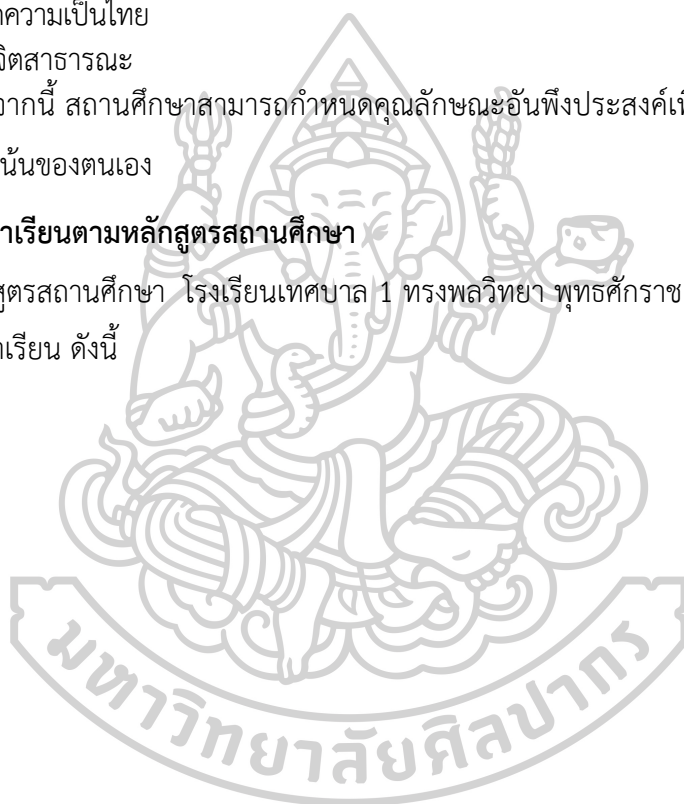 ความเป็นไทย
จิตสาธารณะ
จากนี้ สถานศึกษาสามารถกำหนดคุณลักษณะอันพึงประสงค์เพิ
น้นของตนเอง
าเรียนตามหลักสูตรสถานศึกษา
สูตรสถานศึกษา โรงเรียนเทศบาล 1 ทรงพลวิทยา พุทธศักราช
าเรียน ดังนี้
มหาวิทยาลัยศิลปากร